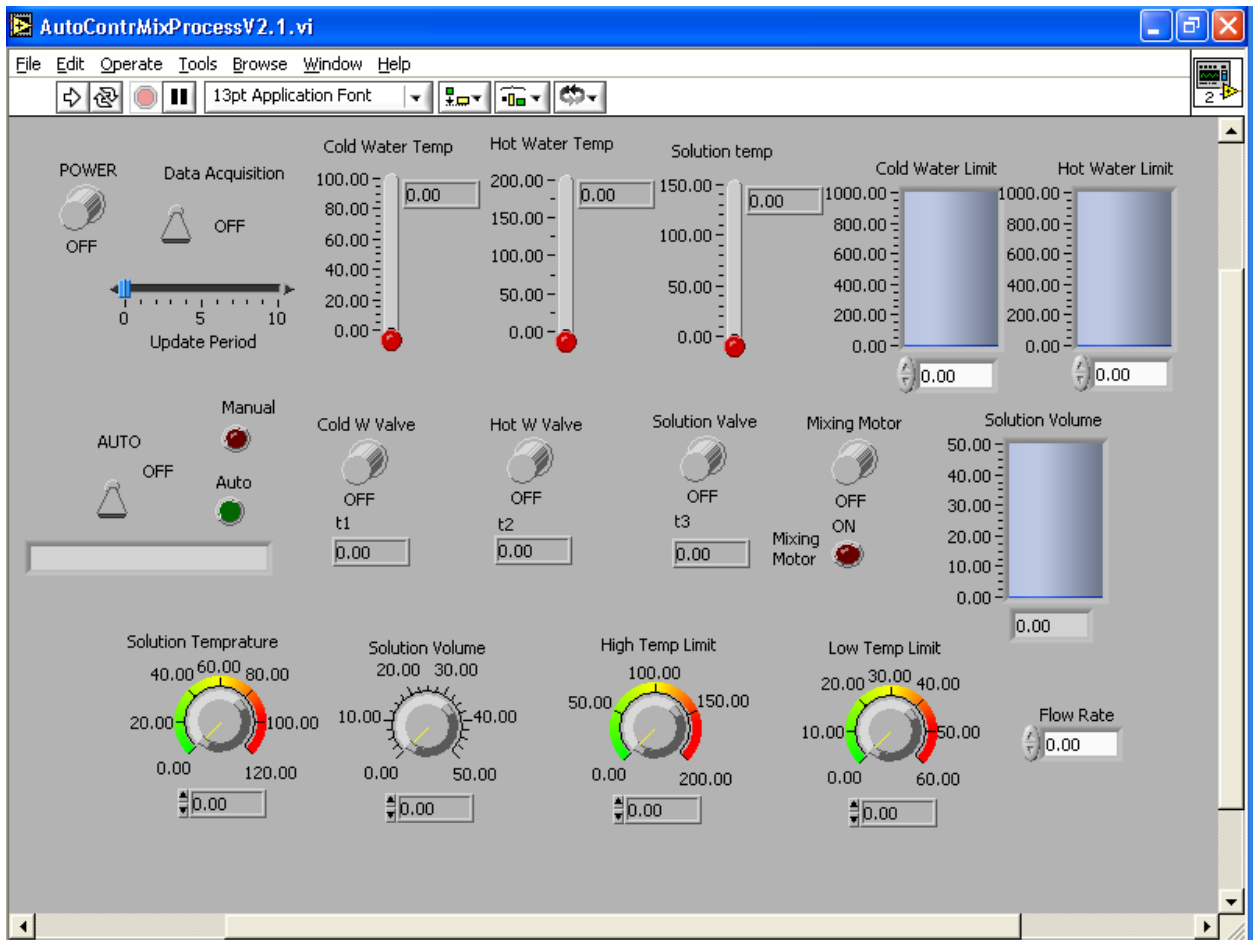 AutoContrMixProcessV2.1.vi
File Edit Operate Tools Browse Window Help
13pt Application Font
2
POWER
OFF
Data Acquisition
OFF
0 5 10
Update Period
Cold Water Temp
100.00
80.00
60.00
40.00
20.00
0.00
0.00
Hot Water Temp
200.00
150.00
100.00
50.00
0.00
0.00
Solution temp
150.00
100.00
50.00
0.00
0.00
Cold Water Limit
1000.00
800.00
600.00
400.00
200.00
0.00
0.00
Hot Water Limit
1000.00
800.00
600.00
400.00
200.00
0.00
0.00
AUTO
OFF
Manual
Auto
Cold W Valve
OFF
t1
0.00
Hot W Valve
OFF
t2
0.00
Solution Valve
OFF
t3
0.00
Mixing Motor
OFF
ON
Mixing
Motor
Solution Volume
50.00
40.00
30.00
20.00
10.00
0.00
0.00
Solution Temprature
0.00 20.00 40.00 60.00 80.00 100.00 120.00
0.00
Solution Volume
0.00 10.00 20.00 30.00 40.00 50.00
0.00
High Temp Limit
0.00 50.00 100.00 150.00 200.00
0.00
Low Temp Limit
0.00 10.00 20.00 30.00 40.00 50.00 60.00
0.00
Flow Rate
0.00